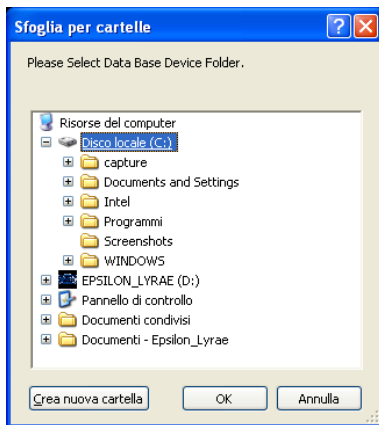 Sfoglia per cartelle
Please Select Data Base Device Folder.
Risorse del computer
Disco locale (C:)
capture
Documents and Settings
Intel
Programmi
Screenshots
WINDOWS
EPSILON_LYRAE (D:)
Pannello di controllo
Documenti condivisi
Documenti - Epsilon_Lyrae
Crea nuova cartella OK Annulla